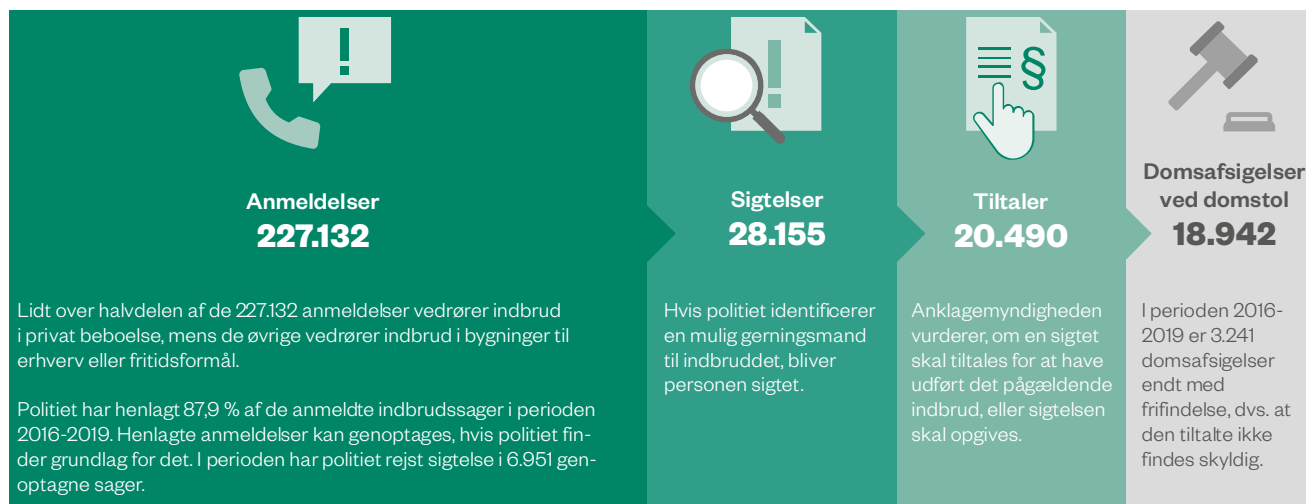 !
Anmeldelser
227.132
Lidt over halvdelen af de 227.132 anmeldelser vedrører indbrud
i privat beboelse, mens de øvrige vedrører indbrud i bygninger til
erhverv eller fritidsformål.
Politiet har henlagt 87,9 % af de anmeldte indbrudssager i perioden
2016-2019. Henlagte anmeldelser kan genoptages, hvis politiet fin-
der grundlag for det. I perioden har politiet rejst sigtelse i 6.951 gen-
optagne sager.
!
Sigtelser
28.155
Hvis politiet identificerer
en mulig gerningsmand
til indbruddet, bliver
personen sigtet.
§
Tiltaler
20.490
Anklagemyndigheden
vurderer, om en sigtet
skal tiltales for at have
udført det pågældende
indbrud, eller sigtelsen
skal opgives.
Domsafsigelser
ved domstol
18.942
I perioden 2016-
2019 er 3.241
domsafsigelser
endt med
frifindelse, dvs. at
den tiltalte ikke
findes skyldig.